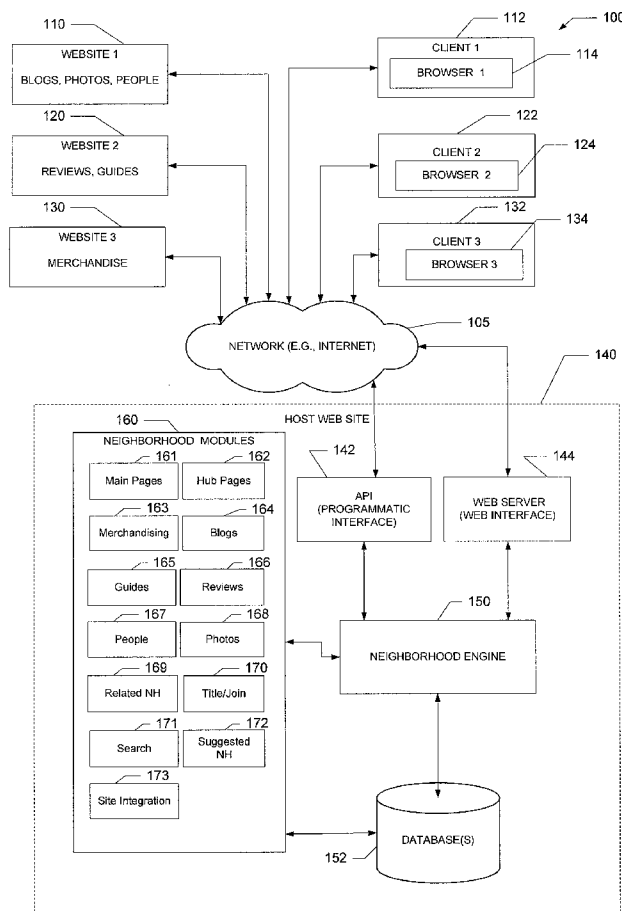 100
110
WEBSITE 1
BLOGS, PHOTOS, PEOPLE
112
CLIENT 1
BROWSER 1
114
120
WEBSITE 2
REVIEWS, GUIDES
122
CLIENT 2
BROWSER 2
124
130
WEBSITE 3
MERCHANDISE
132
134
CLIENT 3
BROWSER 3
105
NETWORK (E.G., INTERNET)
140
HOST WEB SITE
160
NEIGHBORHOOD MODULES
161
162
Main Pages
Hub Pages
163
164
Merchandising
Blogs
165
166
Guides
Reviews
167
168
People
Photos
169
170
Related NH
Title/Join
171
172
Search
Suggested
NH
173
Site Integration
142
API
(PROGRAMMATIC
INTERFACE)
144
WEB SERVER
(WEB INTERFACE)
150
NEIGHBORHOOD ENGINE
DATABASE(S)
152